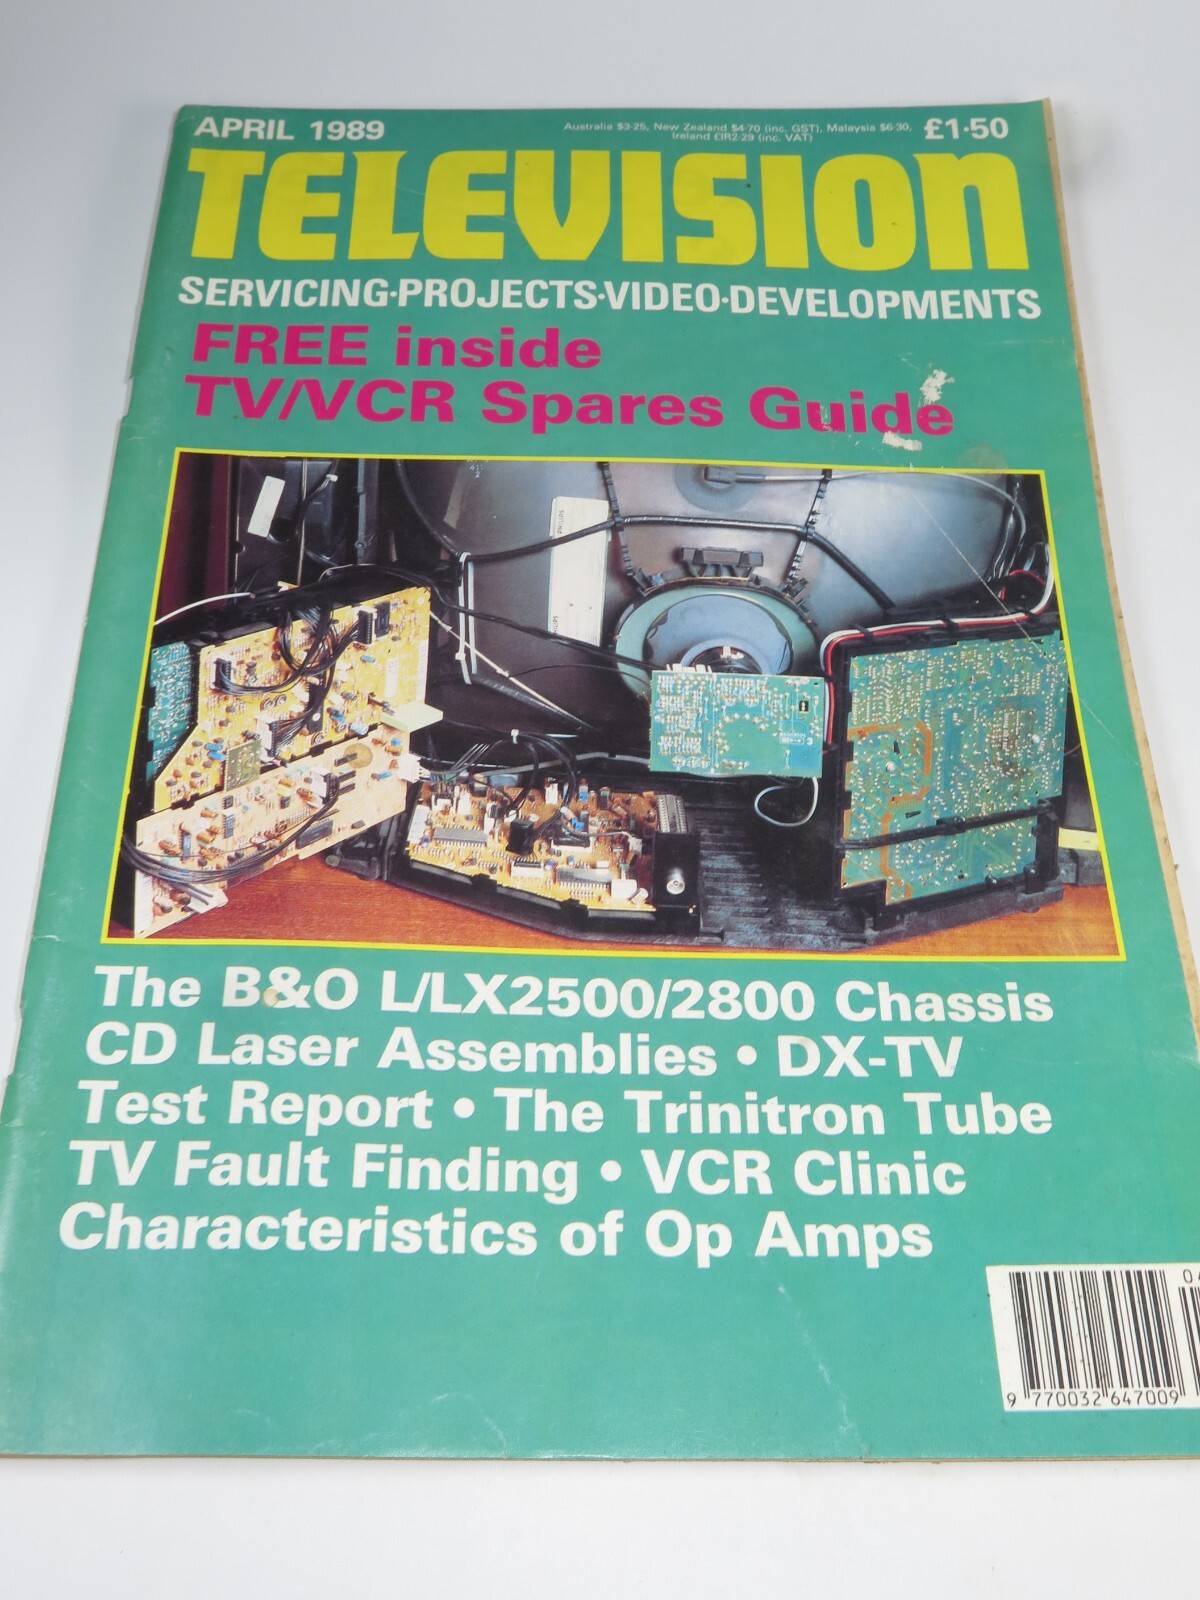 APRIL 1989
Australia $3·25, New Zealand $4·70 (inc. GST), Malaysia $6·30,
Ireland £IR2·29 (inc. VAT)
£1·50
TELEVISION
SERVICING·PROJECTS·VIDEO·DEVELOPMENTS
FREE inside
TV/VCR Spares Guide
The B&O L/LX2500/2800 Chassis
CD Laser Assemblies • DX-TV
Test Report • The Trinitron Tube
TV Fault Finding • VCR Clinic
Characteristics of Op Amps
9 770032 647009